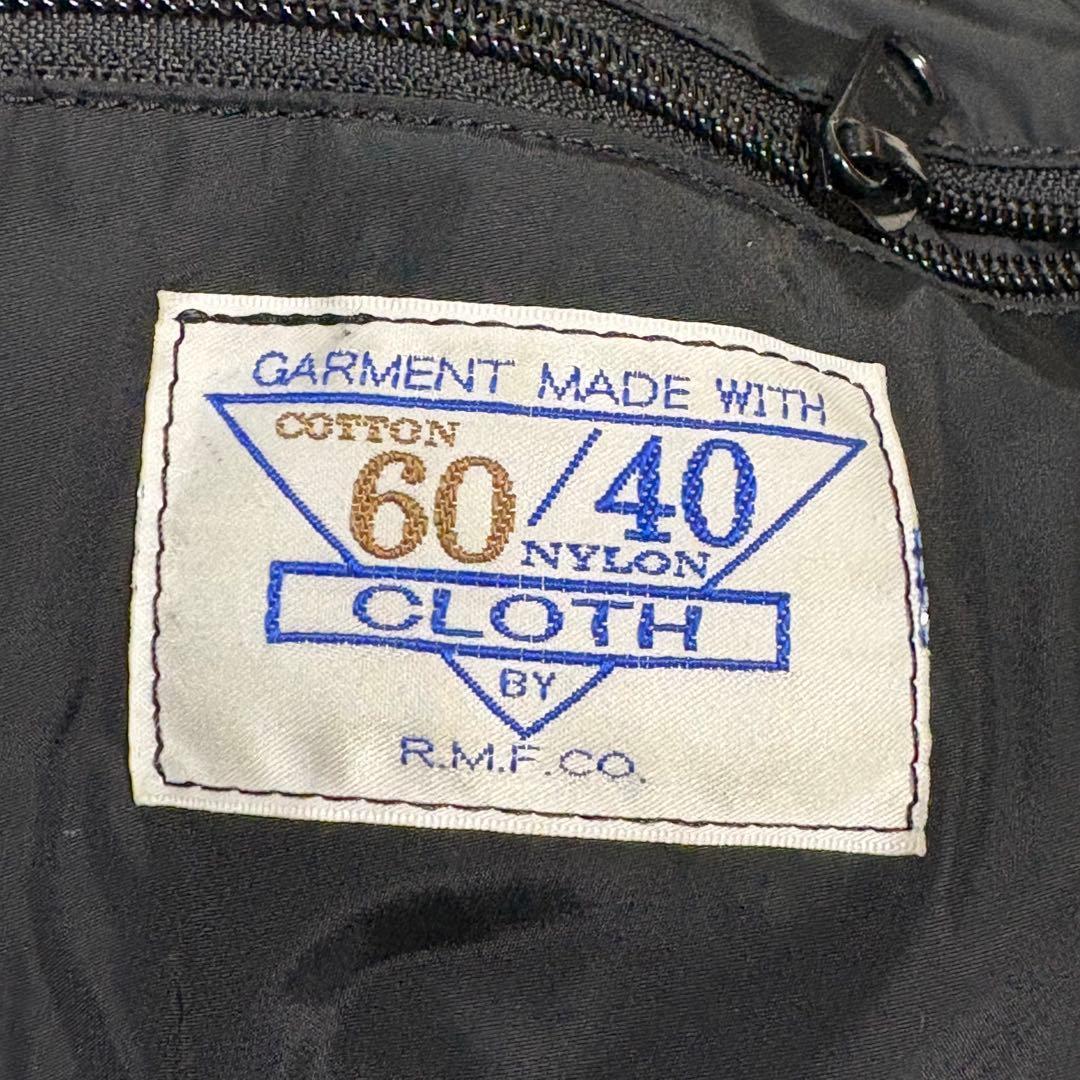 GARMENT MADE WITH
COTTON
60/40
NYLON
CLOTH
BY
R.M.F.CO.